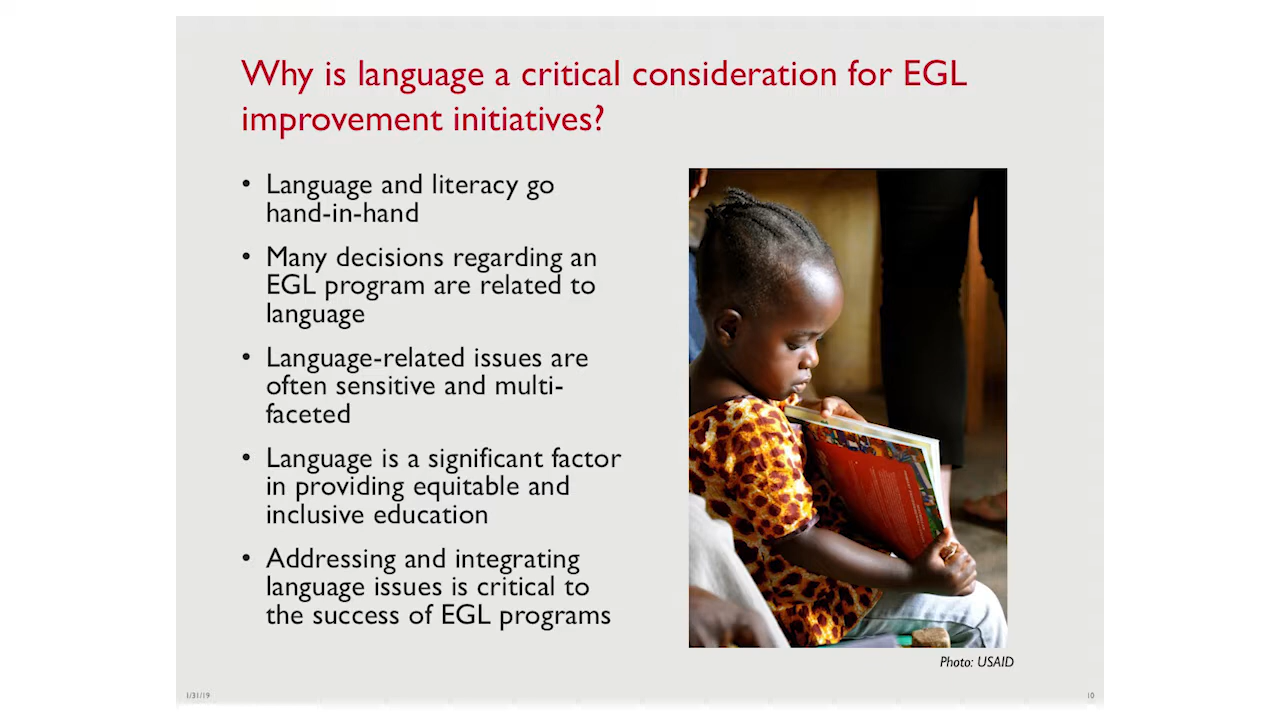 Why is language a critical consideration for EGL
improvement initiatives?
• Language and literacy go
hand-in-hand
• Many decisions regarding an
EGL program are related to
language
• Language-related issues are
often sensitive and multi-
faceted
• Language is a significant factor
in providing equitable and
inclusive education
• Addressing and integrating
language issues is critical to
the success of EGL programs
Photo: USAID
1/31/19
10